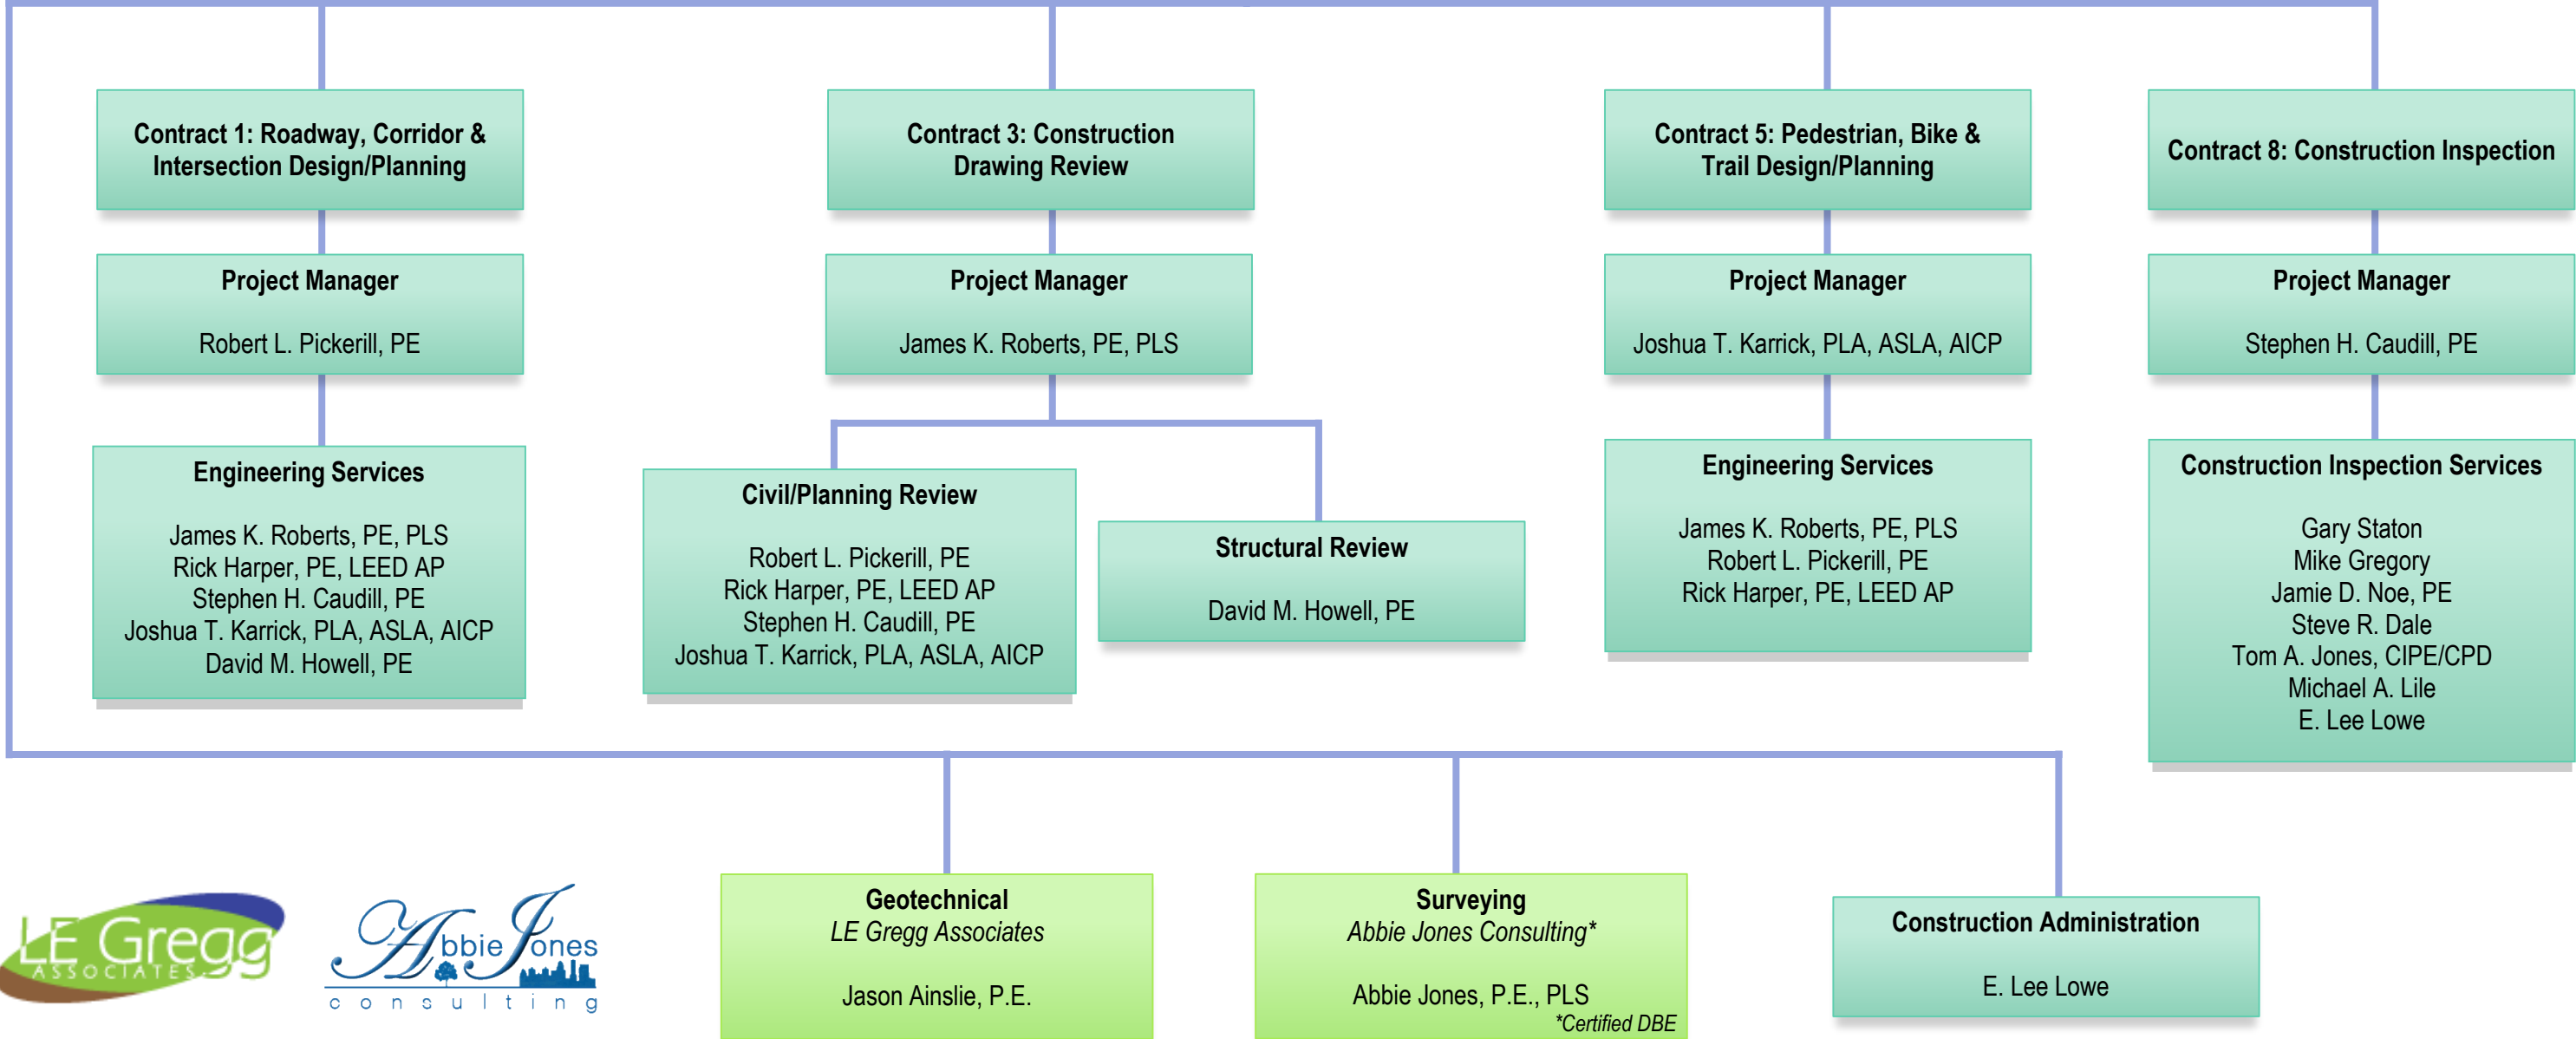 Contract 1: Roadway, Corridor &
Intersection Design/Planning
Project Manager
Robert L. Pickerill, PE
Engineering Services
James K. Roberts, PE, PLS
Rick Harper, PE, LEED AP
Stephen H. Caudill, PE
Joshua T. Karrick, PLA, ASLA, AICP
David M. Howell, PE
Contract 3: Construction
Drawing Review
Project Manager
James K. Roberts, PE, PLS
Civil/Planning Review
Robert L. Pickerill, PE
Rick Harper, PE, LEED AP
Stephen H. Caudill, PE
Joshua T. Karrick, PLA, ASLA, AICP
Structural Review
David M. Howell, PE
Contract 5: Pedestrian, Bike &
Trail Design/Planning
Project Manager
Joshua T. Karrick, PLA, ASLA, AICP
Engineering Services
James K. Roberts, PE, PLS
Robert L. Pickerill, PE
Rick Harper, PE, LEED AP
Contract 8: Construction Inspection
Project Manager
Stephen H. Caudill, PE
Construction Inspection Services
Gary Staton
Mike Gregory
Jamie D. Noe, PE
Steve R. Dale
Tom A. Jones, CIPE/CPD
Michael A. Lile
E. Lee Lowe
LE Gregg
ASSOCIATES
Abbie Jones
consulting
Geotechnical
LE Gregg Associates
Jason Ainslie, P.E.
Surveying
Abbie Jones Consulting*
Abbie Jones, P.E., PLS
*Certified DBE
Construction Administration
E. Lee Lowe